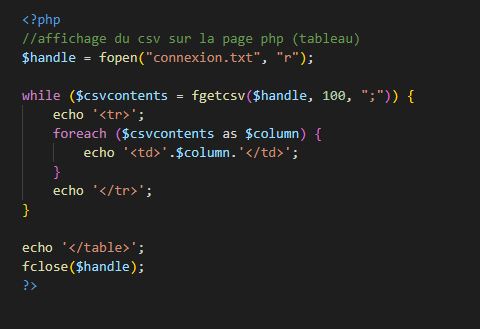 <?php
//affichage du csv sur la page php (tableau)
$handle = fopen("connexion.txt", "r");
while ($csvcontents = fgetcsv($handle, 100, ";")) {
echo '<tr>';
foreach ($csvcontents as $column) {
echo '<td>'.$column.'</td>';
}
echo '</tr>';
}
echo '</table>';
fclose($handle);
?>